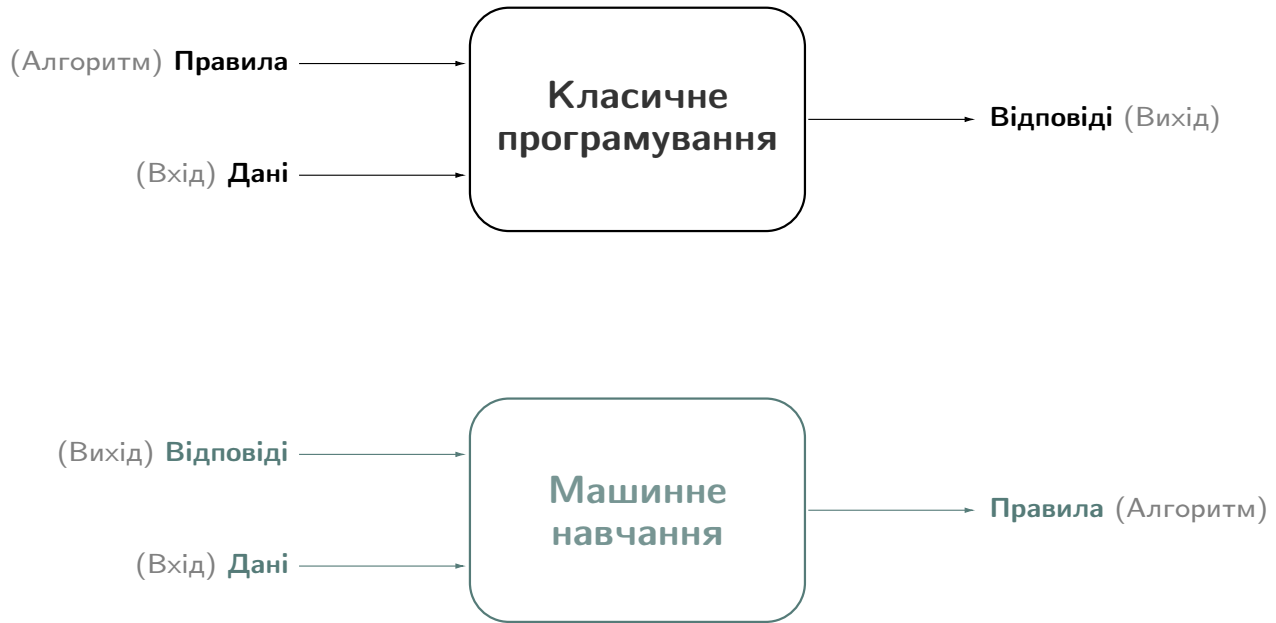 (Алгоритм) Правила
Класичне
програмування
Відповіді (Вихід)
(Вхід) Дані
(Вихід) Відповіді
Машинне
навчання
Правила (Алгоритм)
(Вхід) Дані